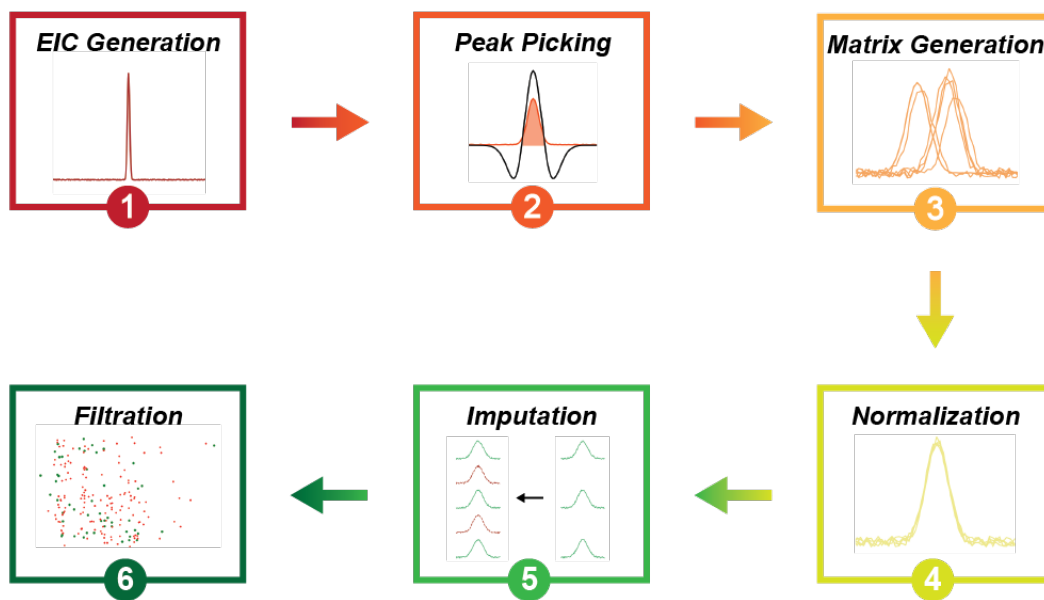 EIC Generation
1
Peak Picking
2
Matrix Generation
3
Normalization
4
Imputation
5
Filtration
6